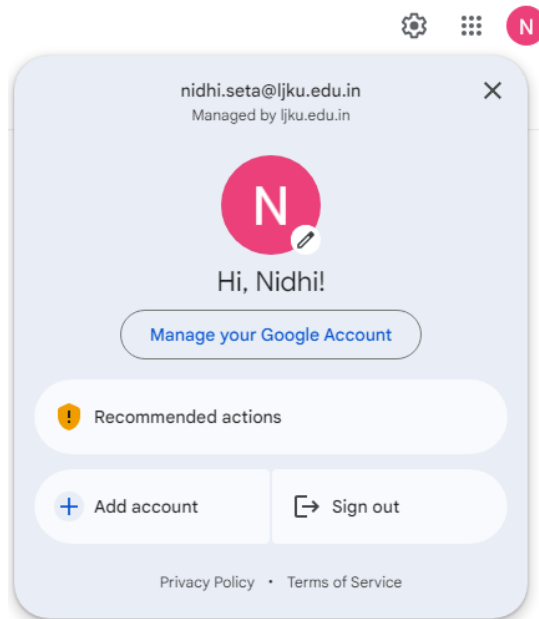 N
nidhi.seta@ljku.edu.in
Managed by ljku.edu.in
N
Hi, Nidhi!
Manage your Google Account
Recommended actions
Add account
Sign out
Privacy Policy • Terms of Service